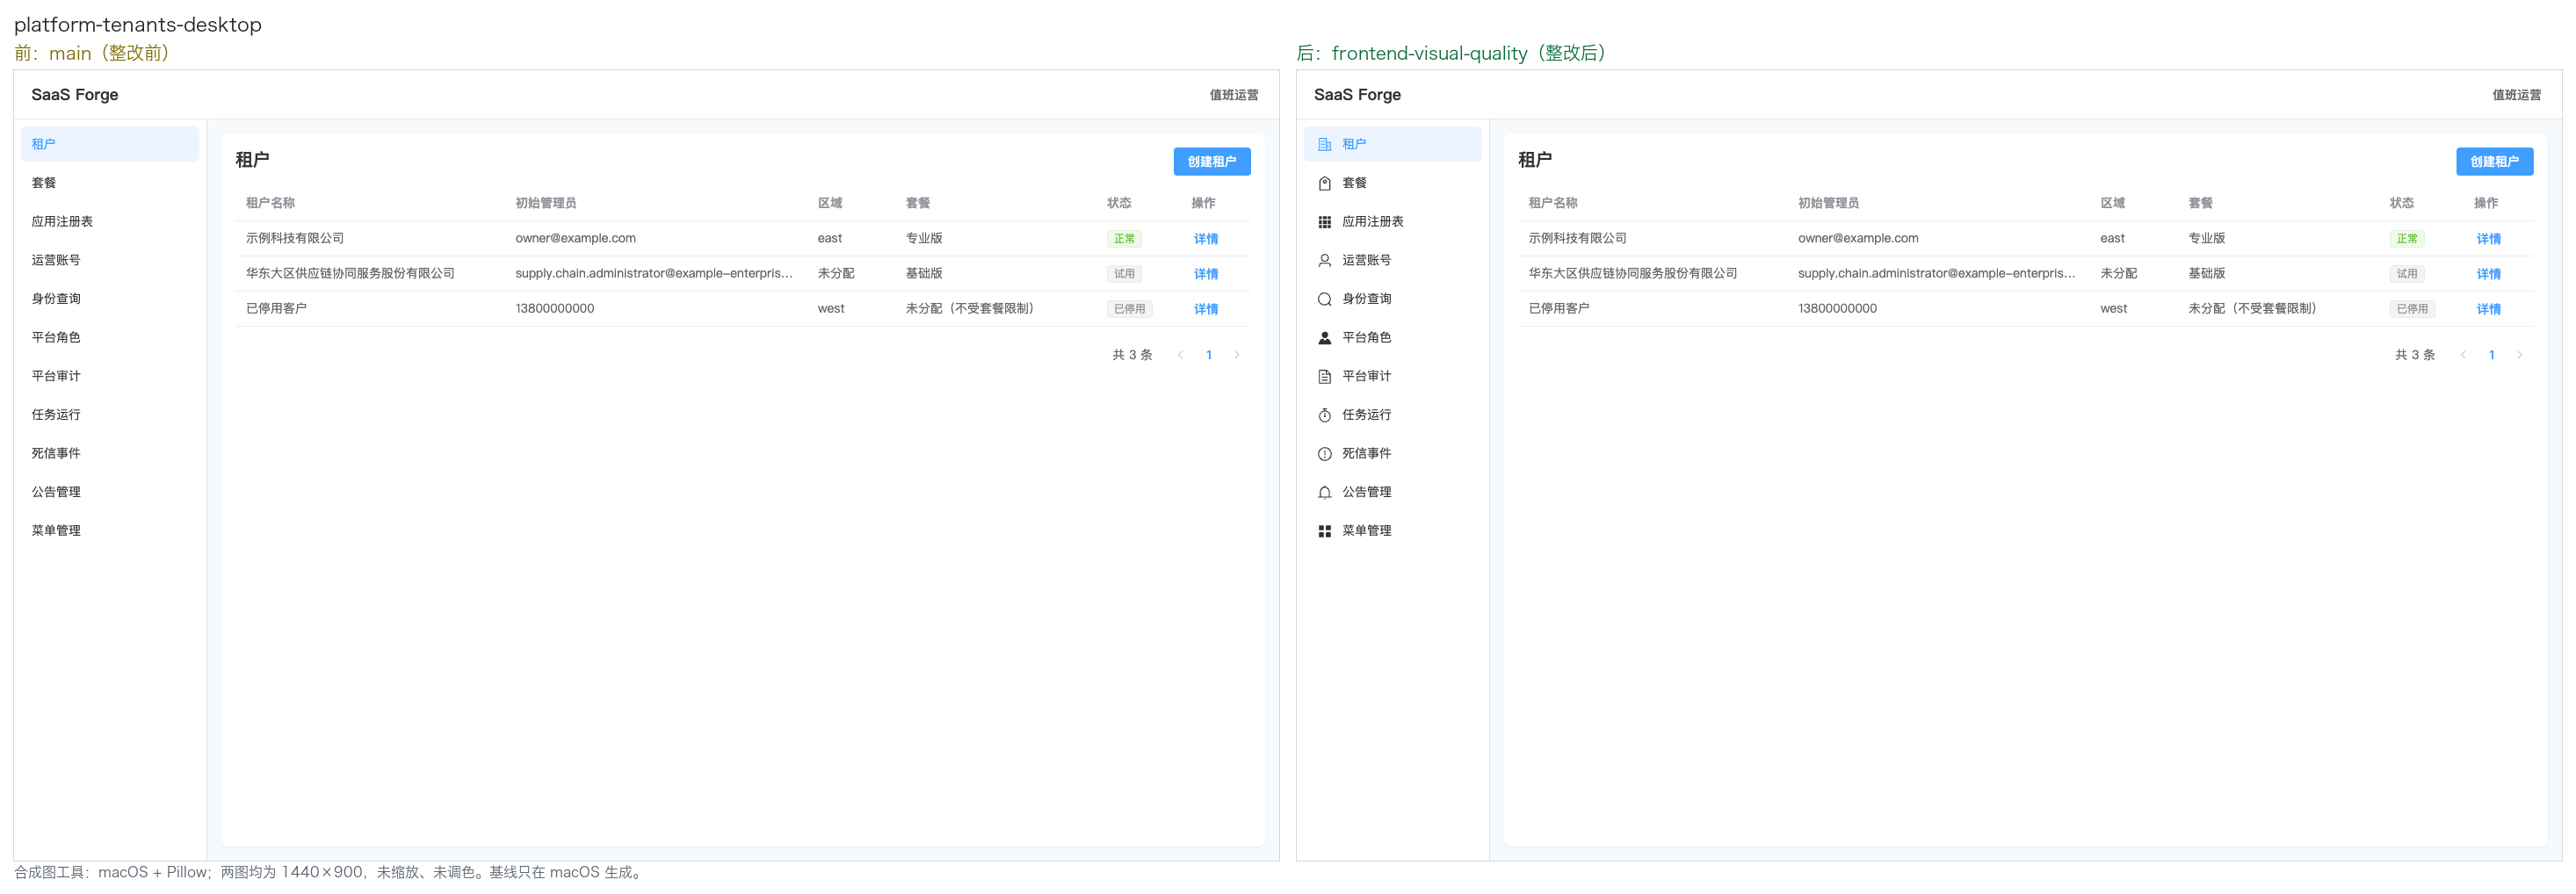 platform-tenants-desktop
前：main（整改前）
SaaS Forge
值班运营
租户
套餐
应用注册表
运营账号
身份查询
平台角色
平台审计
任务运行
死信事件
公告管理
菜单管理
租户
创建租户
租户名称 初始管理员 区域 套餐 状态 操作
示例科技有限公司 owner@example.com east 专业版 正常 详情
华东大区供应链协同服务股份有限公司 supply.chain.administrator@example-enterpris... 未分配 基础版 试用 详情
已停用客户 13800000000 west 未分配（不受套餐限制） 已停用 详情
共 3 条 1
后：frontend-visual-quality（整改后）
SaaS Forge
值班运营
租户
套餐
应用注册表
运营账号
身份查询
平台角色
平台审计
任务运行
死信事件
公告管理
菜单管理
租户
创建租户
租户名称 初始管理员 区域 套餐 状态 操作
示例科技有限公司 owner@example.com east 专业版 正常 详情
华东大区供应链协同服务股份有限公司 supply.chain.administrator@example-enterpris... 未分配 基础版 试用 详情
已停用客户 13800000000 west 未分配（不受套餐限制） 已停用 详情
共 3 条 1
合成图工具：macOS + Pillow；两图均为 1440×900，未缩放、未调色。基线只在 macOS 生成。